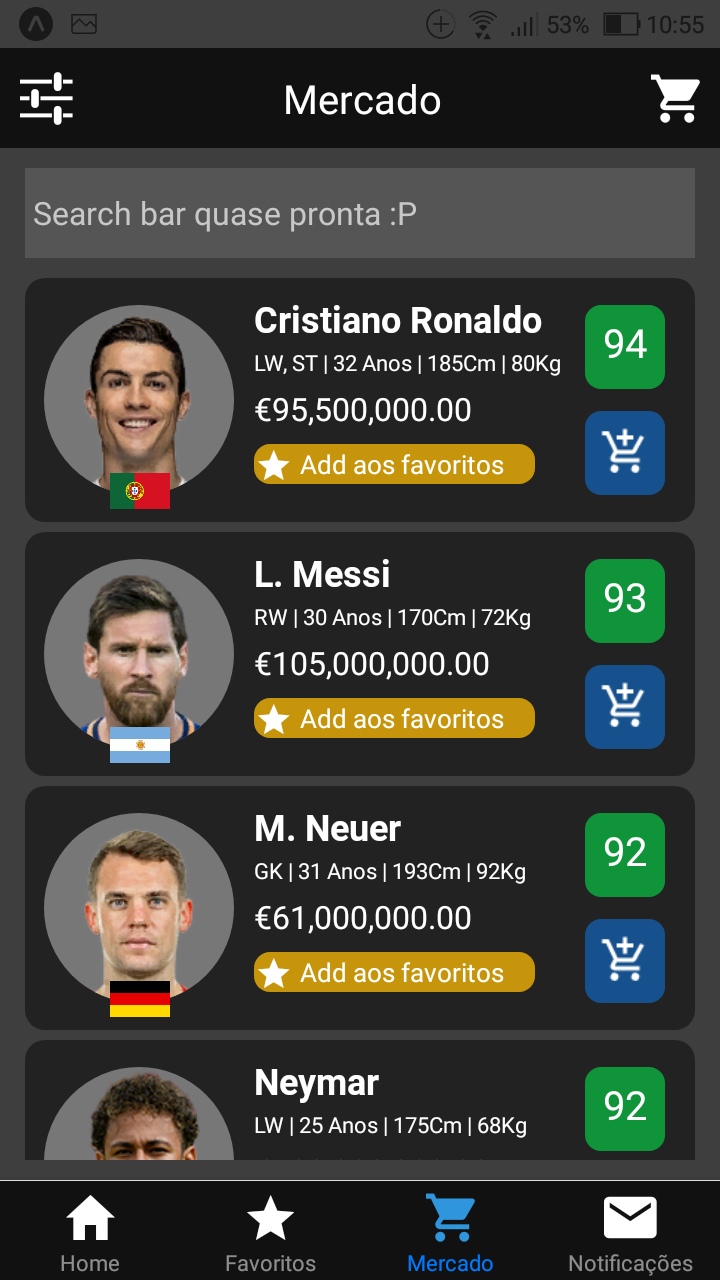 53% 10:55
Mercado
Search bar quase pronta :P
Cristiano Ronaldo
94
LW, ST | 32 Anos | 185Cm | 80Kg
€95,500,000.00
Add aos favoritos
L. Messi
93
RW | 30 Anos | 170Cm | 72Kg
€105,000,000.00
Add aos favoritos
M. Neuer
92
GK | 31 Anos | 193Cm | 92Kg
€61,000,000.00
Add aos favoritos
Neymar
92
LW | 25 Anos | 175Cm | 68Kg
Home Favoritos Mercado Notificações